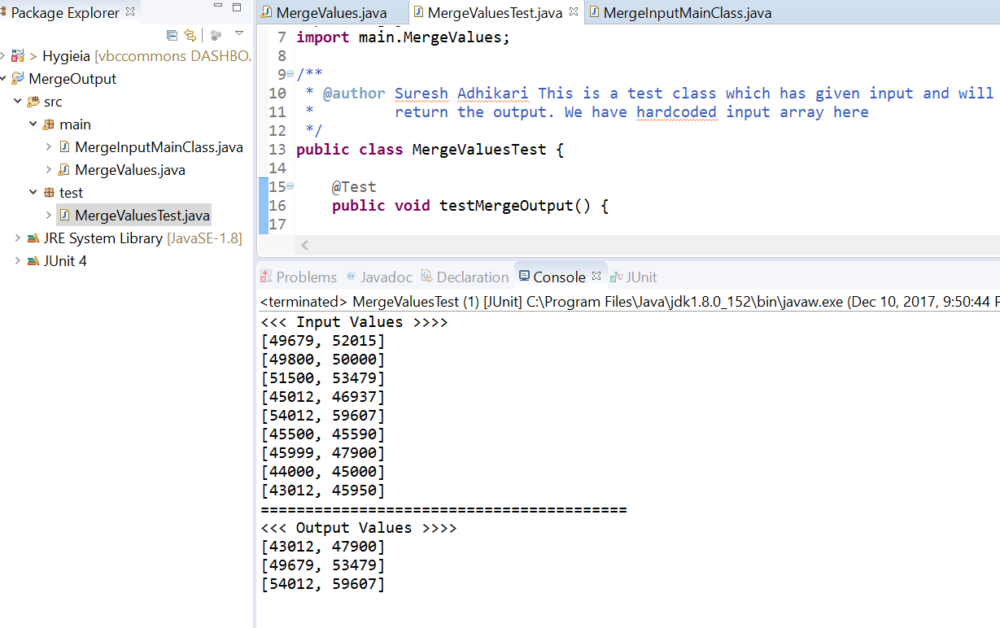 Package Explorer
> Hygieia [vbccommons DASHBO
MergeOutput
src
main
MergeInputMainClass.java
MergeValues.java
test
MergeValuesTest.java
JRE System Library [JavaSE-1.8]
JUnit 4
MergeValues.java MergeValuesTest.java MergeInputMainClass.java
7 import main.MergeValues;
8
9 /**
10 * @author Suresh Adhikari This is a test class which has given input and will
11 * return the output. We have hardcoded input array here
12 */
13 public class MergeValuesTest {
14
15 @Test
16 public void testMergeOutput() {
17
Problems @ Javadoc Declaration Console JUnit
<terminated> MergeValuesTest (1) [JUnit] C:\Program Files\Java\jdk1.8.0_152\bin\javaw.exe (Dec 10, 2017, 9:50:44
<<< Input Values >>>>
[49679, 52015]
[49800, 50000]
[51500, 53479]
[45012, 46937]
[54012, 59607]
[45500, 45590]
[45999, 47900]
[44000, 45000]
[43012, 45950]
=========================================
<<< Output Values >>>>
[43012, 47900]
[49679, 53479]
[54012, 59607]